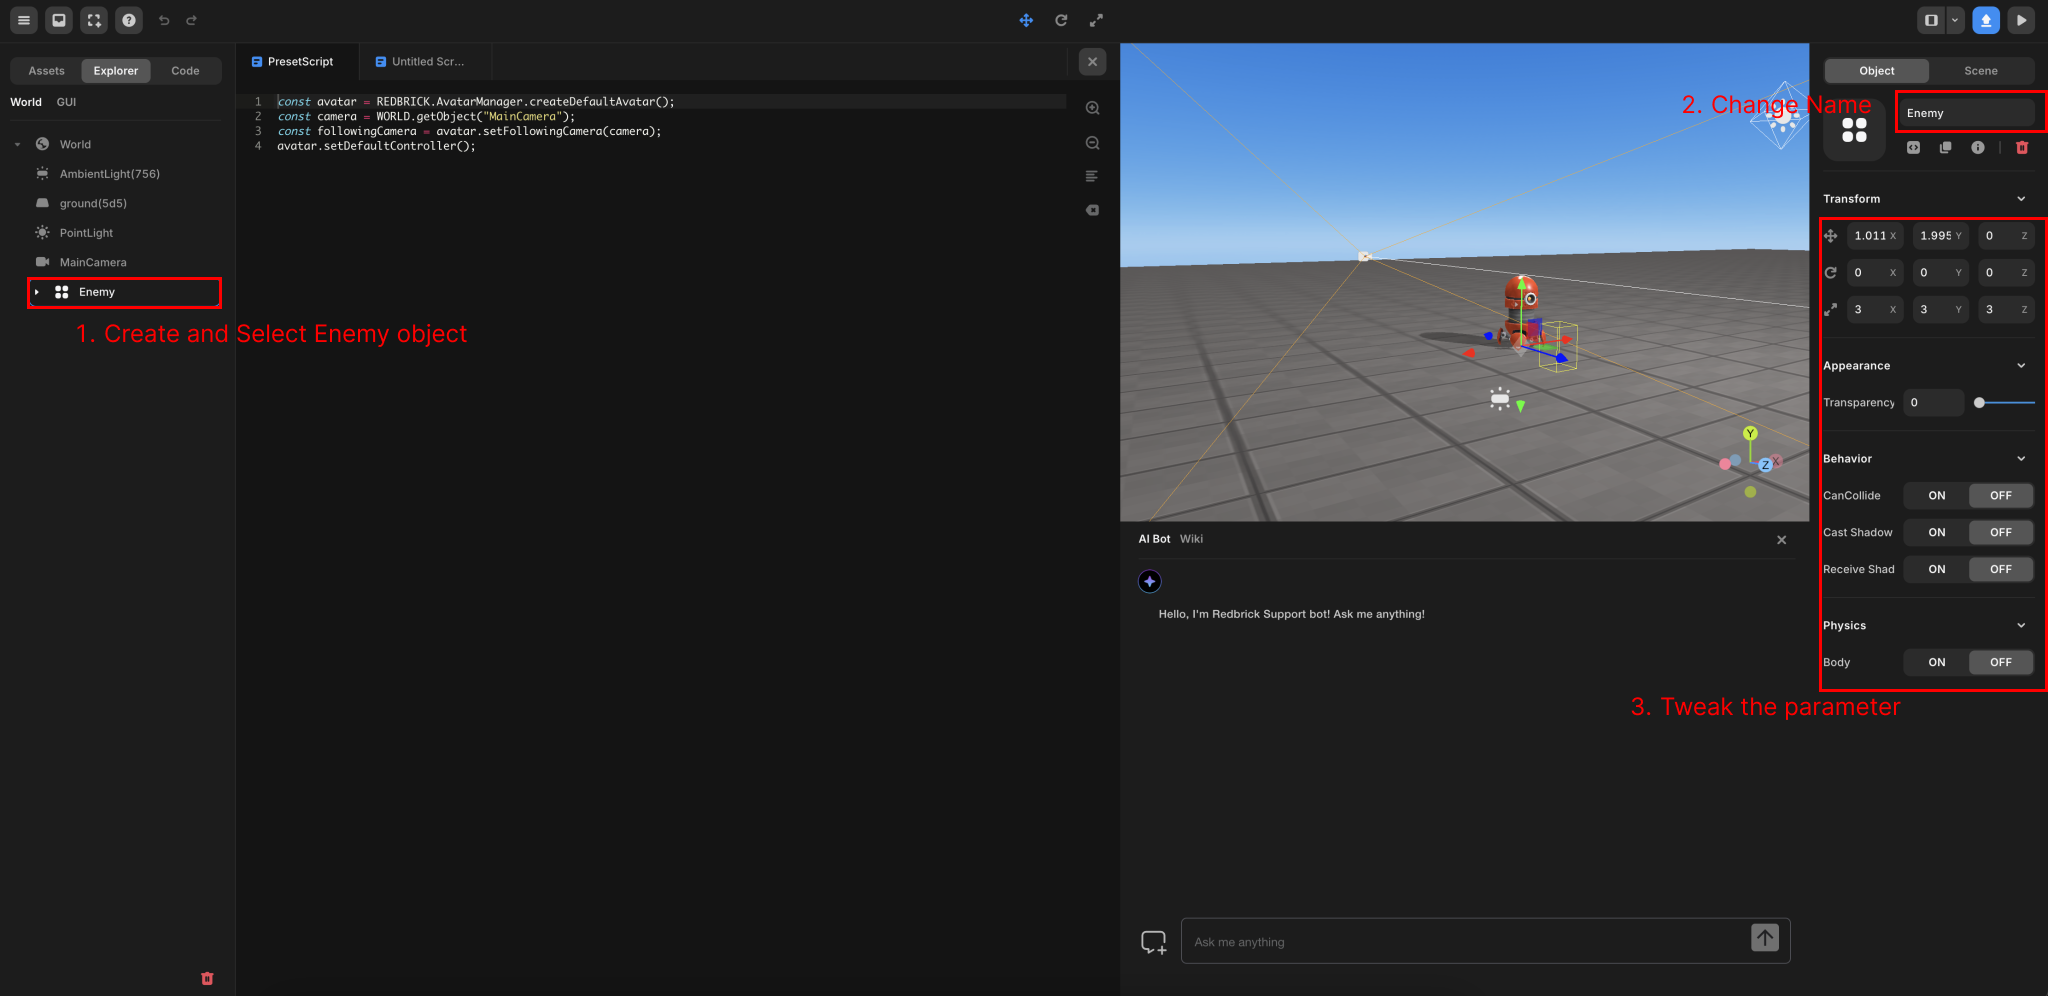 Assets Explorer Code
World GUI
World
AmbientLight(756)
ground(5d5)
PointLight
MainCamera
Enemy
1. Create and Select Enemy object
PresetScript Untitled Scr...
1 const avatar = REDBRICK.AvatarManager.createDefaultAvatar();
2 const camera = WORLD.getObject("MainCamera");
3 const followingCamera = avatar.setFollowingCamera(camera);
4 avatar.setDefaultController();
Y
Z X
AI Bot Wiki
Hello, I'm Redbrick Support bot! Ask me anything!
Ask me anything
Object Scene
2. Change Name
Enemy
Transform
1.011 X 1.995 Y 0 Z
0 X 0 Y 0 Z
3 X 3 Y 3 Z
Appearance
Transparency 0
Behavior
CanCollide ON OFF
Cast Shadow ON OFF
Receive Shad ON OFF
Physics
Body ON OFF
3. Tweak the parameter